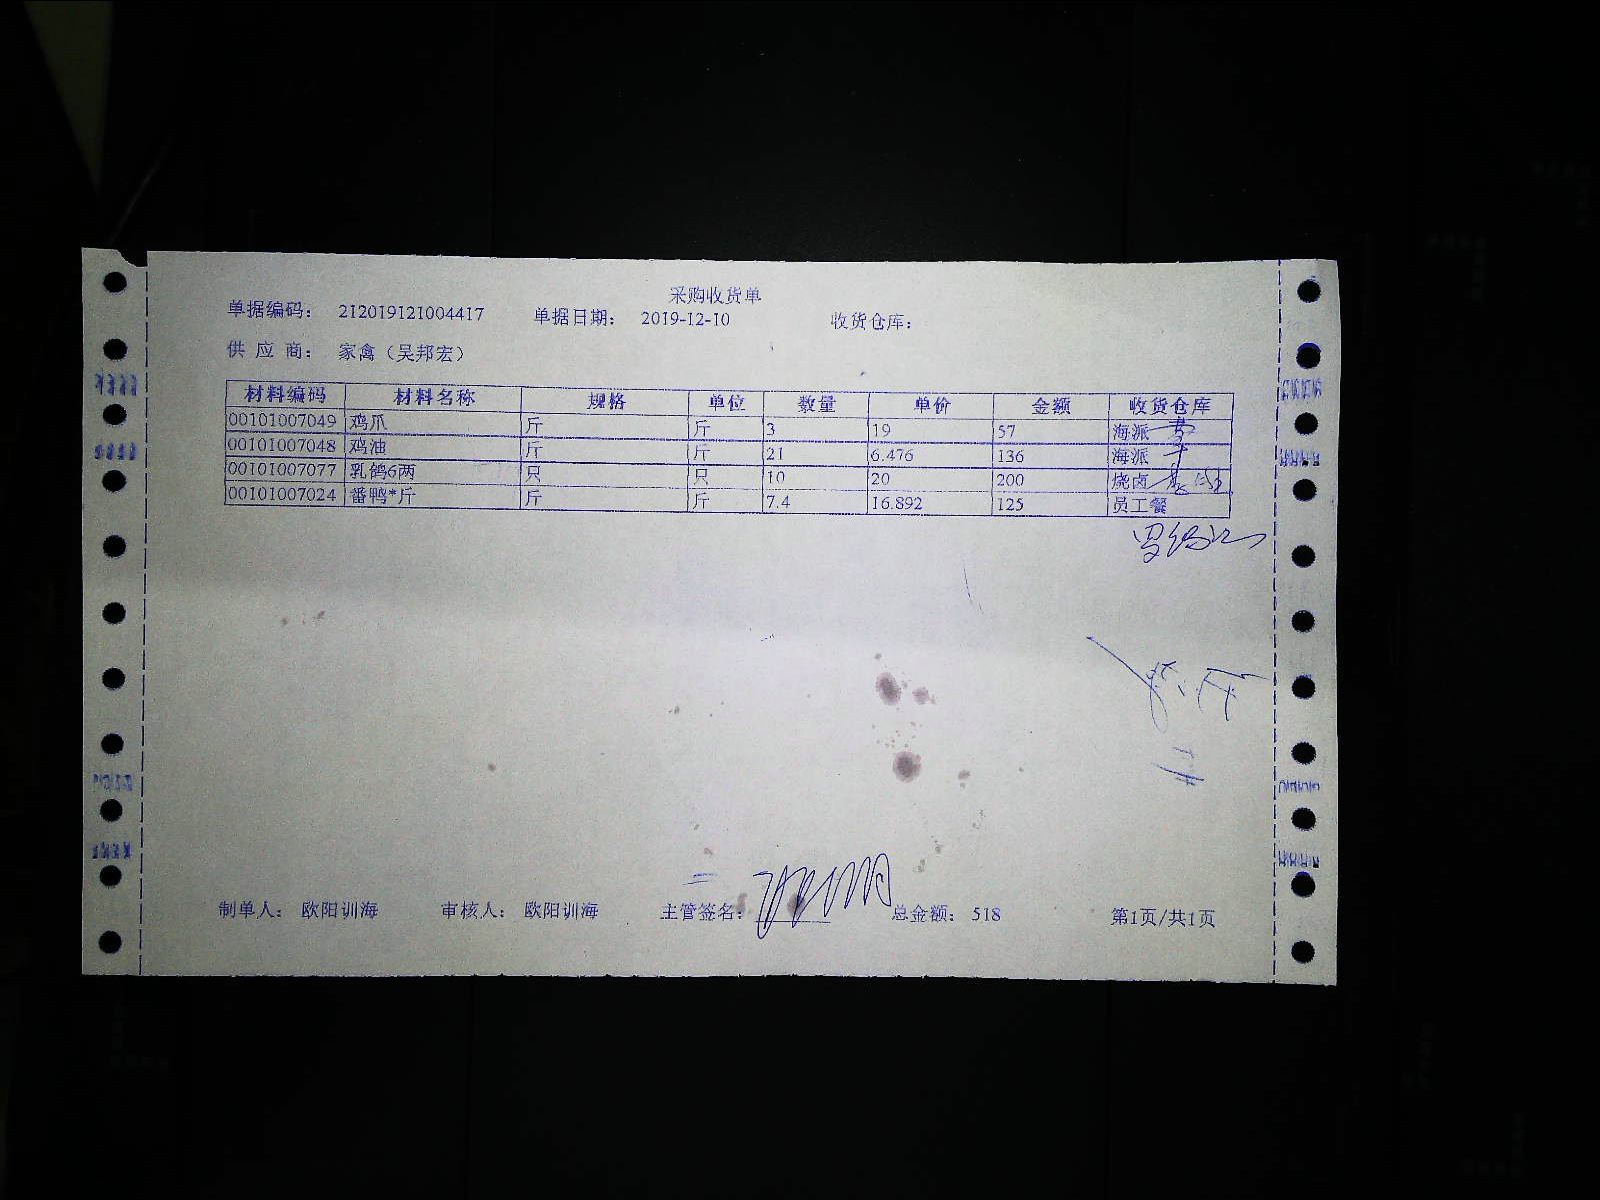 采购收货单
单据编码： 212019121004417 单据日期： 2019-12-10 收货仓库：
供 应 商： 家禽（吴邦宏）
材料编码 材料名称 规格 单位 数量 单价 金额 收货仓库
00101007049 鸡爪 斤 斤 3 19 57 海派
00101007048 鸡油 斤 斤 21 6.476 136 海派
00101007077 乳鸽6两 只 只 10 20 200 烧卤
00101007024 番鸭*斤 斤 斤 7.4 16.892 125 员工餐
制单人： 欧阳训海 审核人： 欧阳训海 主管签名： 总金额： 518 第1页/共1页